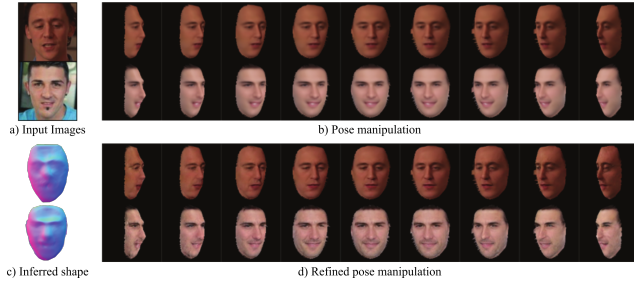 a) Input Images
b) Pose manipulation
c) Inferred shape
d) Refined pose manipulation